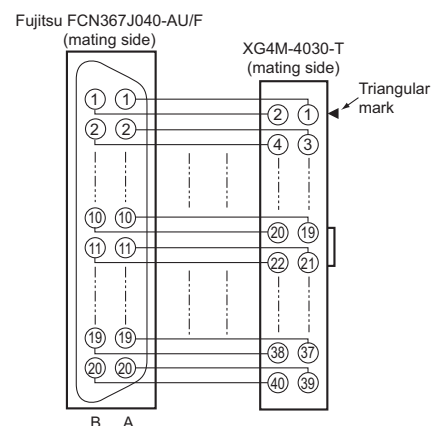 Fujitsu FCN367J040-AU/F
(mating side)
XG4M-4030-T
(mating side)
Triangular
mark
1 1
2 1
2 2
4 3
10 10
20 19
11 11
22 21
19 19
38 37
20 20
40 39
B A